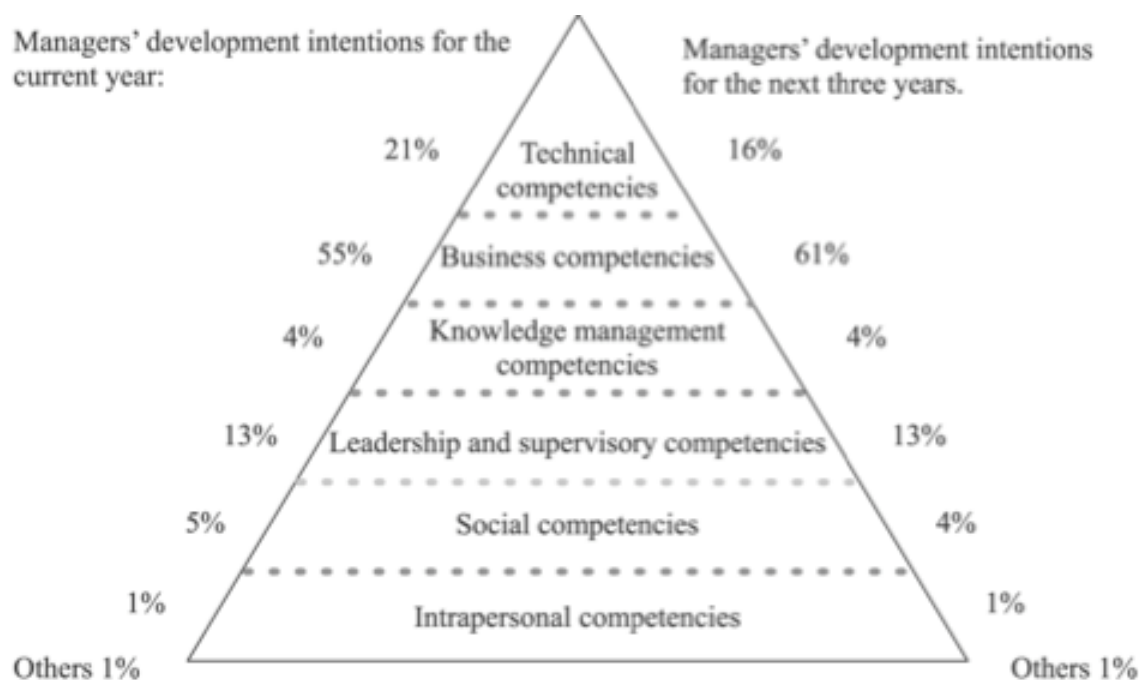 Managers' development intentions for the
current year:
Managers' development intentions
for the next three years.
21%
Technical
competencies
16%
55%
Business competencies
61%
4%
Knowledge management
competencies
4%
13%
Leadership and supervisory competencies
13%
5%
Social competencies
4%
1%
Intrapersonal competencies
1%
Others 1%
Others 1%